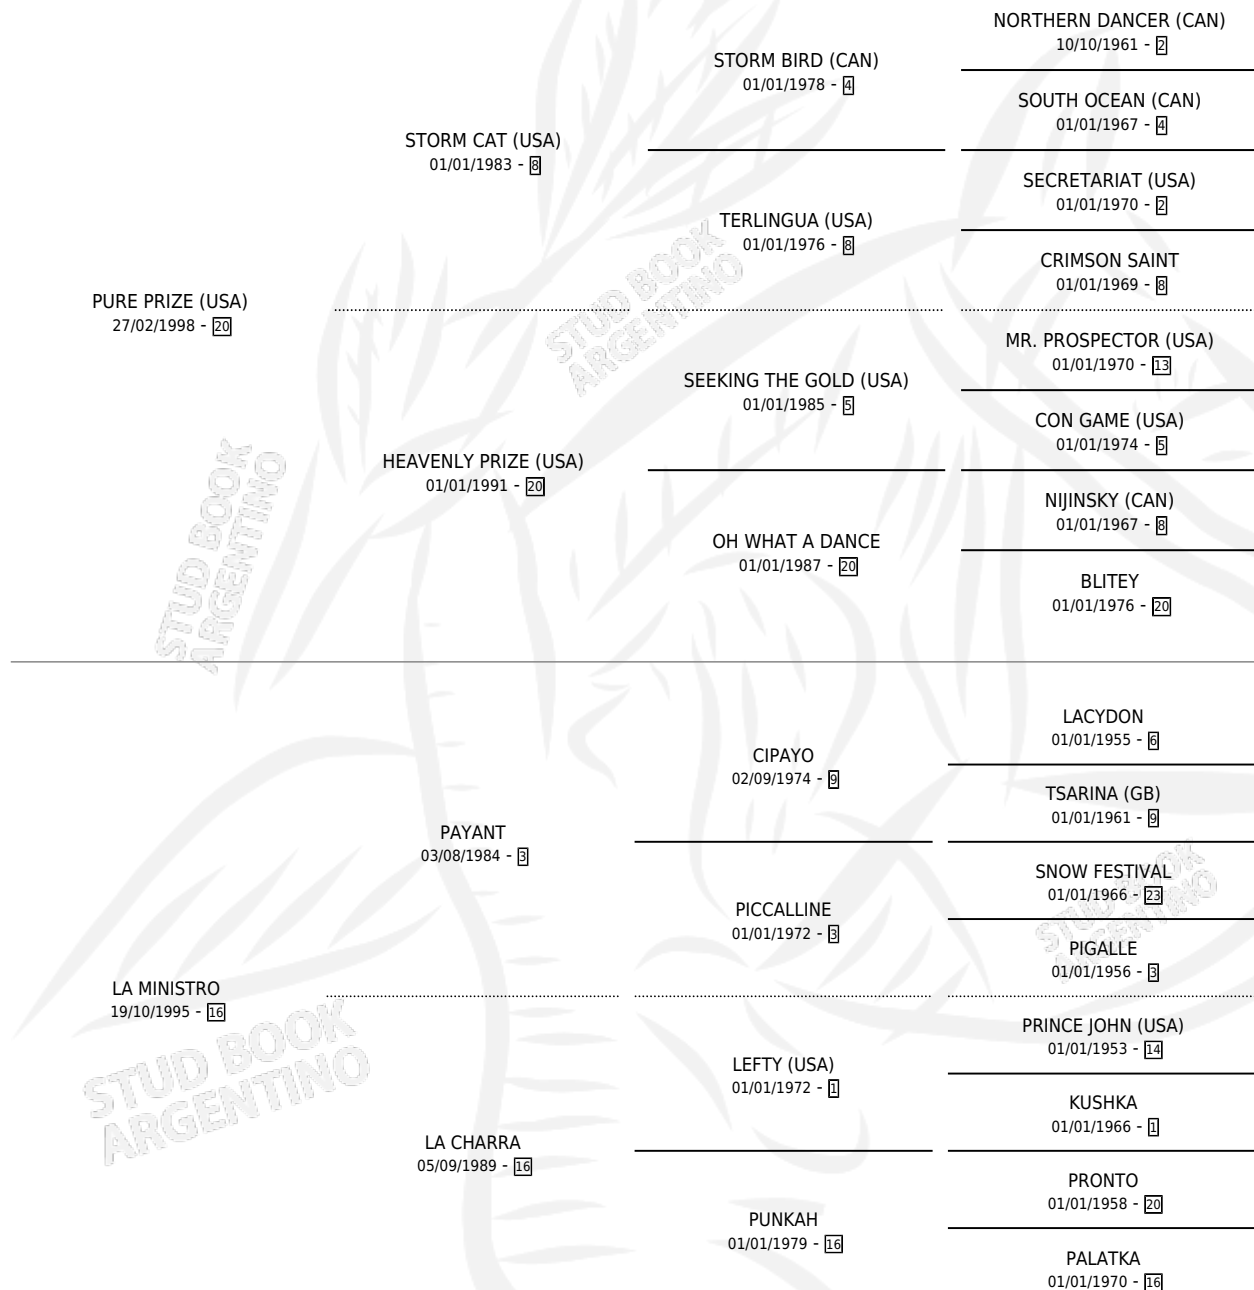 NORTHERN DANCER (CAN)
10/10/1961 - 2
STORM BIRD (CAN)
01/01/1978 - 4
SOUTH OCEAN (CAN)
01/01/1967 - 4
STORM CAT (USA)
01/01/1983 - 8
SECRETARIAT (USA)
01/01/1970 - 2
TERLINGUA (USA)
01/01/1976 - 8
CRIMSON SAINT
01/01/1969 - 8
PURE PRIZE (USA)
27/02/1998 - 20
MR. PROSPECTOR (USA)
01/01/1970 - 13
SEEKING THE GOLD (USA)
01/01/1985 - 5
CON GAME (USA)
01/01/1974 - 5
HEAVENLY PRIZE (USA)
01/01/1991 - 20
NIJINSKY (CAN)
01/01/1967 - 8
OH WHAT A DANCE
01/01/1987 - 20
BLITEY
01/01/1976 - 20
LACYDON
01/01/1955 - 6
CIPAYO
02/09/1974 - 9
TSARINA (GB)
01/01/1961 - 9
PAYANT
03/08/1984 - 3
SNOW FESTIVAL
01/01/1966 - 23
PICCALLINE
01/01/1972 - 3
PIGALLE
01/01/1956 - 3
LA MINISTRO
19/10/1995 - 16
PRINCE JOHN (USA)
01/01/1953 - 14
LEFTY (USA)
01/01/1972 - 1
KUSHKA
01/01/1966 - 1
LA CHARRA
05/09/1989 - 16
PRONTO
01/01/1958 - 20
PUNKAH
01/01/1979 - 16
PALATKA
01/01/1970 - 16
STUD BOOK
ARGENTINO
STUD BOOK
ARGENTINO
STUD BOOK
ARGENTINO
STUD BOOK
ARGENTINO